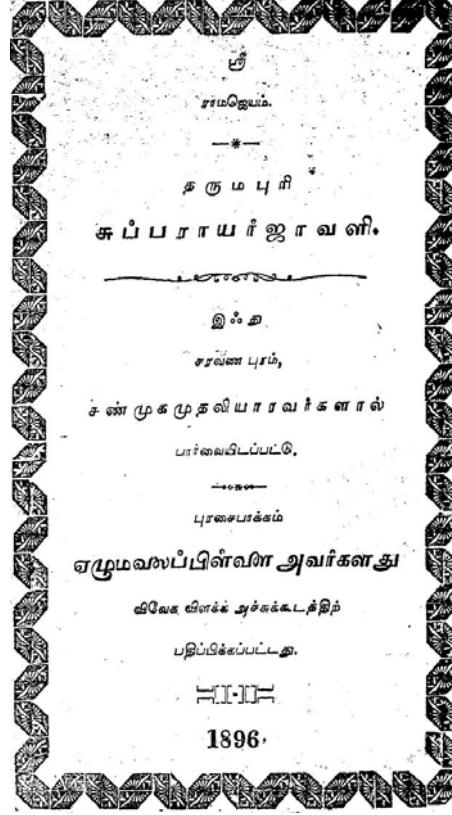 ஸ்ரீ
ராமஜெயம்.
தருமபுரி
சுப்பராயர்ஜாவளி.
இஃது
சரவண புரம்,
சண்முகமுதலியாரவர்களால்
பார்வையிடப்பட்டு,
புரசைபாக்கம்
ஏழுமலைப்பிள்ளை அவர்களது
விவேக விளக்க அச்சுக்கூடத்திற்
பதிப்பிக்கப்பட்டது.
1896.